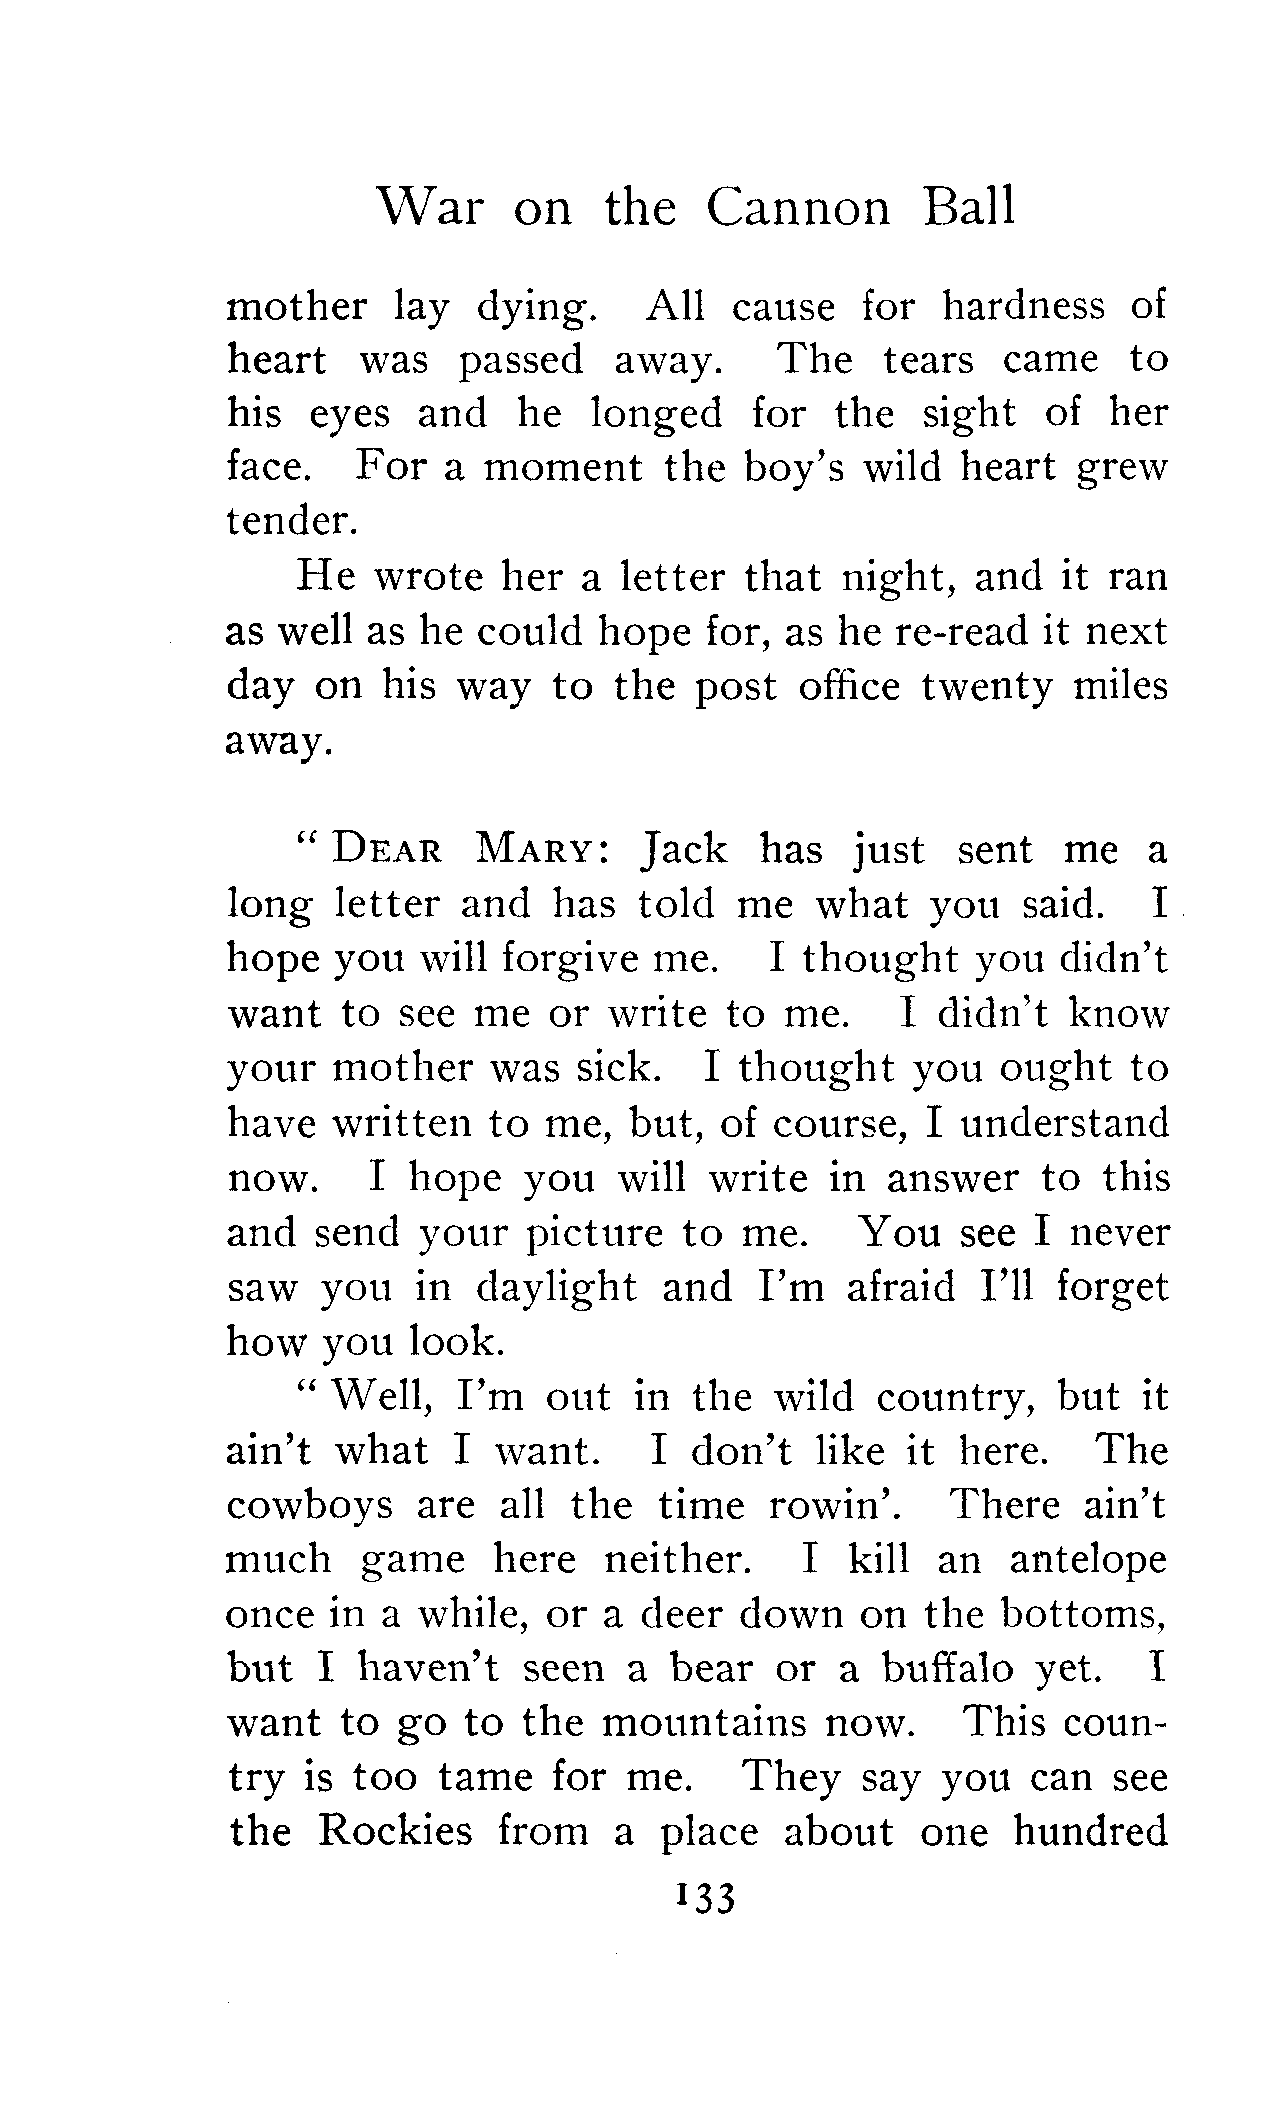 War on the Cannon Ball
mother lay dying. All cause for hardness of
heart was passed away. The tears came to
his eyes and he longed for the sight of her
face. For a moment the boy's wild heart grew
tender.
He wrote her a letter that night, and it ran
as well as he could hope for, as he re-read it next
day on his way to the post office twenty miles
away.
" DEAR MARY: Jack has just sent me a
long letter and has told me what you said. I
hope you will forgive me. I thought you didn't
want to see me or write to me. I didn't know
your mother was sick. I thought you ought to
have written to me, but, of course, I understand
now. I hope you will write in answer to this
and send your picture to me. You see I never
saw you in daylight and I'm afraid I'll forget
how you look.
" Well, I'm out in the wild country, but it
ain't what I want. I don't like it here. The
cowboys are all the time rowin'. There ain't
much game here neither. I kill an antelope
once in a while, or a deer down on the bottoms,
but I haven't seen a bear or a buffalo yet. I
want to go to the mountains now. This coun-
try is too tame for me. They say you can see
the Rockies from a place about one hundred
133